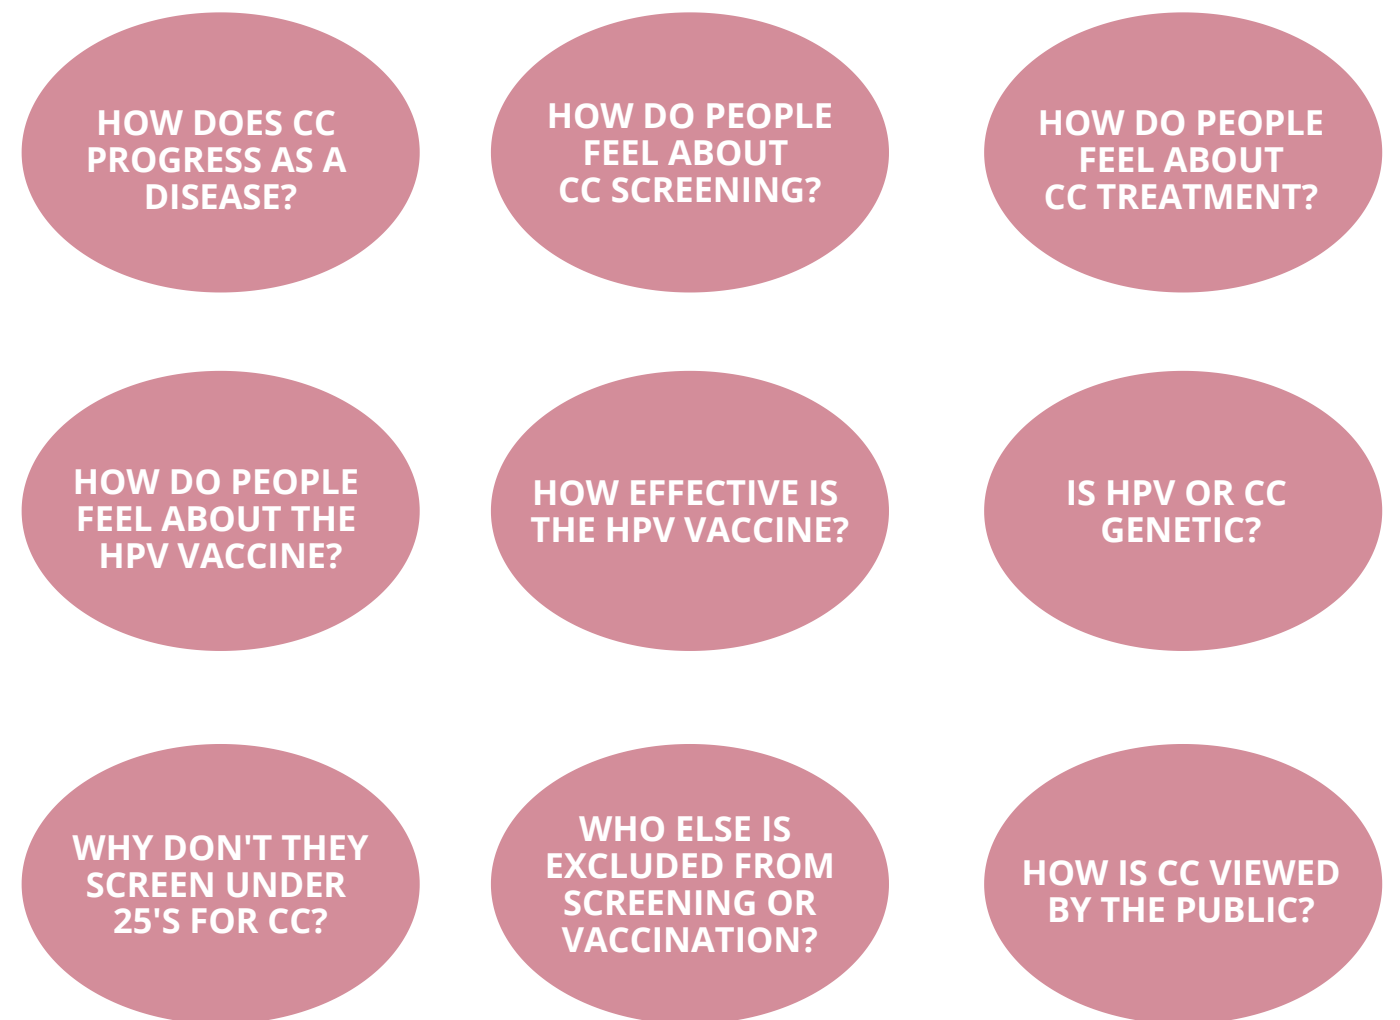 HOW DOES CC
PROGRESS AS A
DISEASE?
HOW DO PEOPLE
FEEL ABOUT
CC SCREENING?
HOW DO PEOPLE
FEEL ABOUT
CC TREATMENT?
HOW DO PEOPLE
FEEL ABOUT THE
HPV VACCINE?
HOW EFFECTIVE IS
THE HPV VACCINE?
IS HPV OR CC
GENETIC?
WHY DON'T THEY
SCREEN UNDER
25'S FOR CC?
WHO ELSE IS
EXCLUDED FROM
SCREENING OR
VACCINATION?
HOW IS CC VIEWED
BY THE PUBLIC?